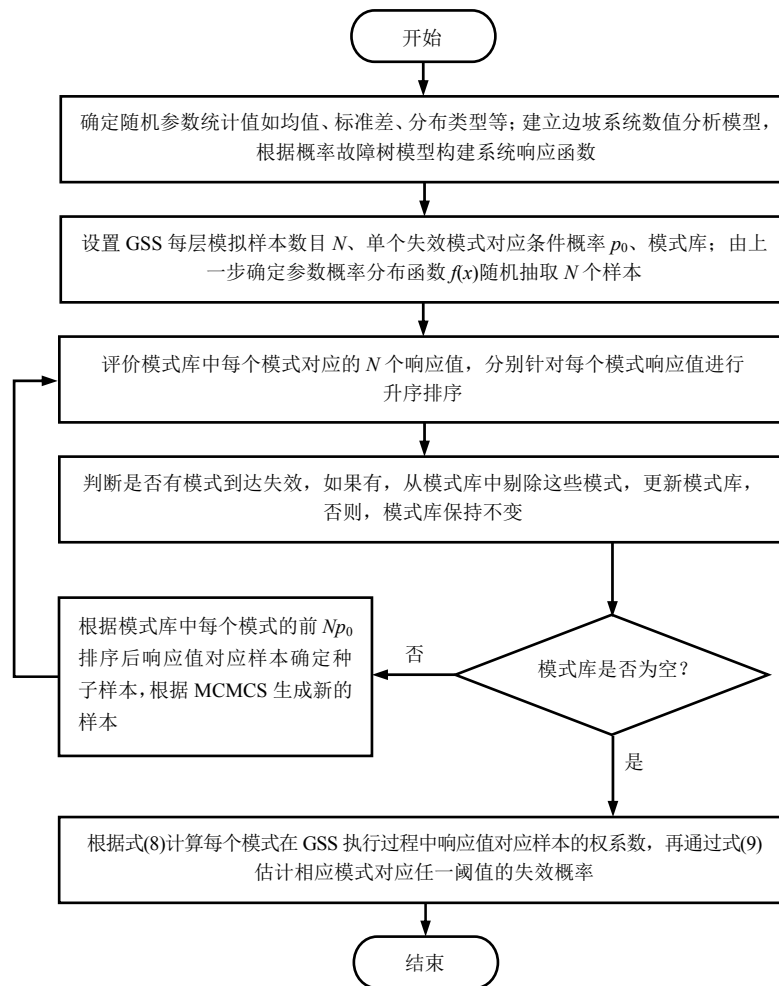 开始
确定随机参数统计值如均值、标准差、分布类型等；建立边坡系统数值分析模型，
根据概率故障树模型构建系统响应函数
设置 GSS 每层模拟样本数目 N、单个失效模式对应条件概率 p₀、模式库；由上
一步确定参数概率分布函数 f(x)随机抽取 N 个样本
评价模式库中每个模式对应的 N 个响应值，分别针对每个模式响应值进行
升序排序
判断是否有模式到达失效，如果有，从模式库中剔除这些模式，更新模式库，
否则，模式库保持不变
根据模式库中每个模式的前 Np₀
排序后响应值对应样本确定种
子样本，根据 MCMCS 生成新的
样本
否
模式库是否为空？
是
根据式(8)计算每个模式在 GSS 执行过程中响应值对应样本的权系数，再通过式(9)
估计相应模式对应任一阈值的失效概率
结束